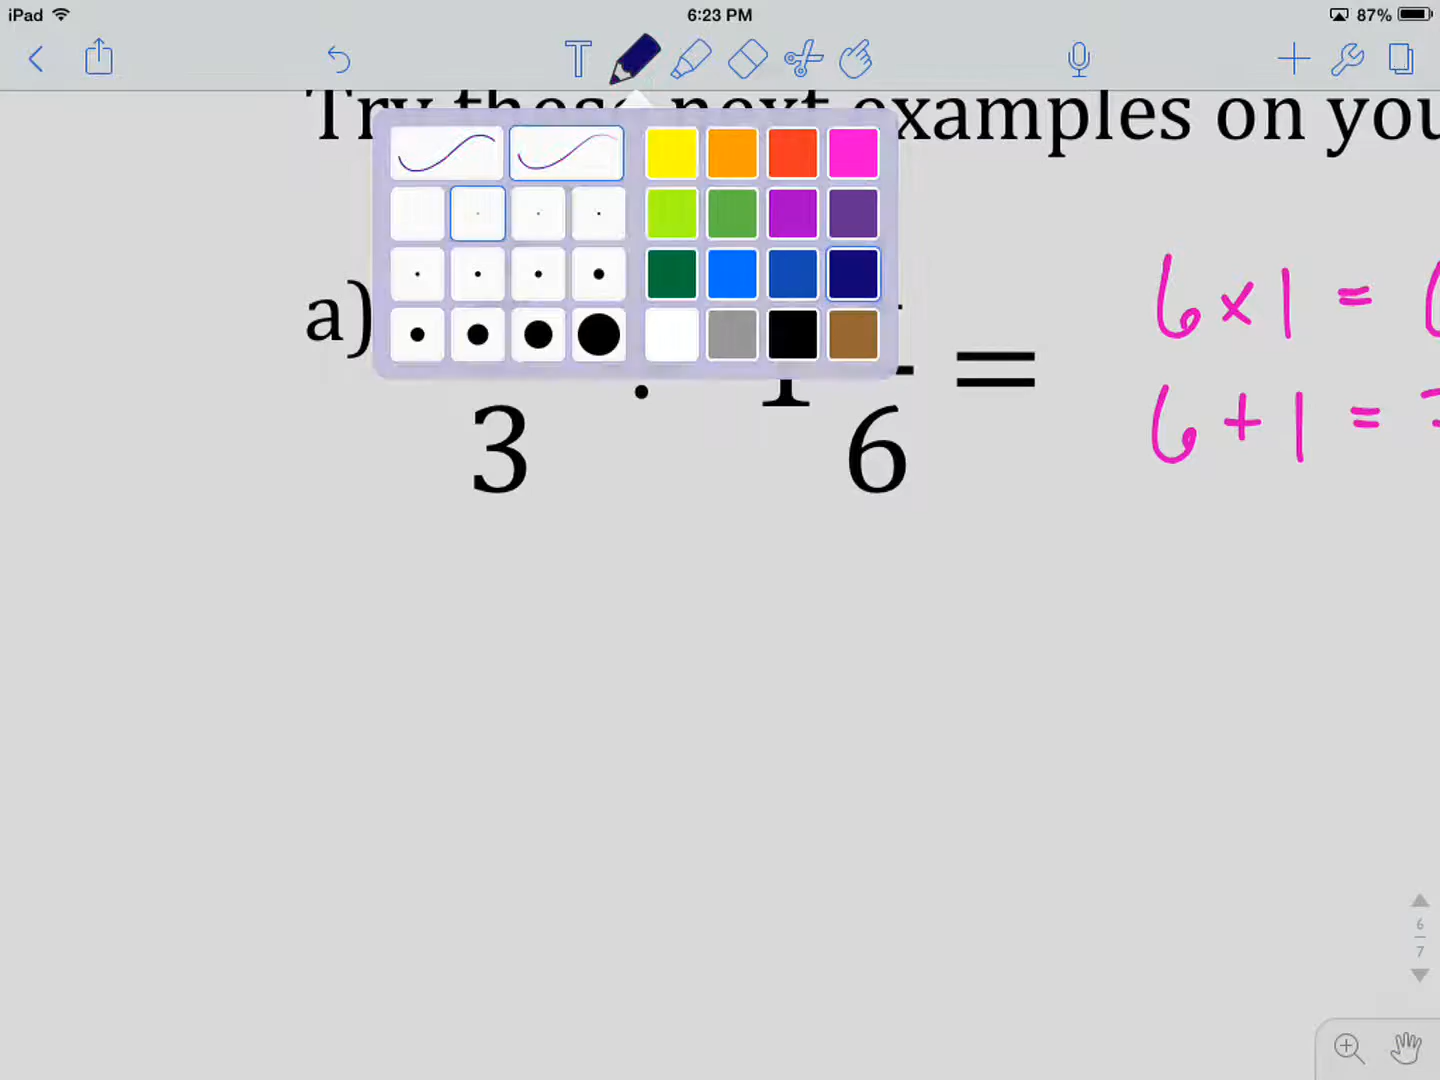 iPad 6:23 PM 87%
T
Try these next examples on you
a) 3 1 6 =
6 x 1 =
6 + 1 =
6
7